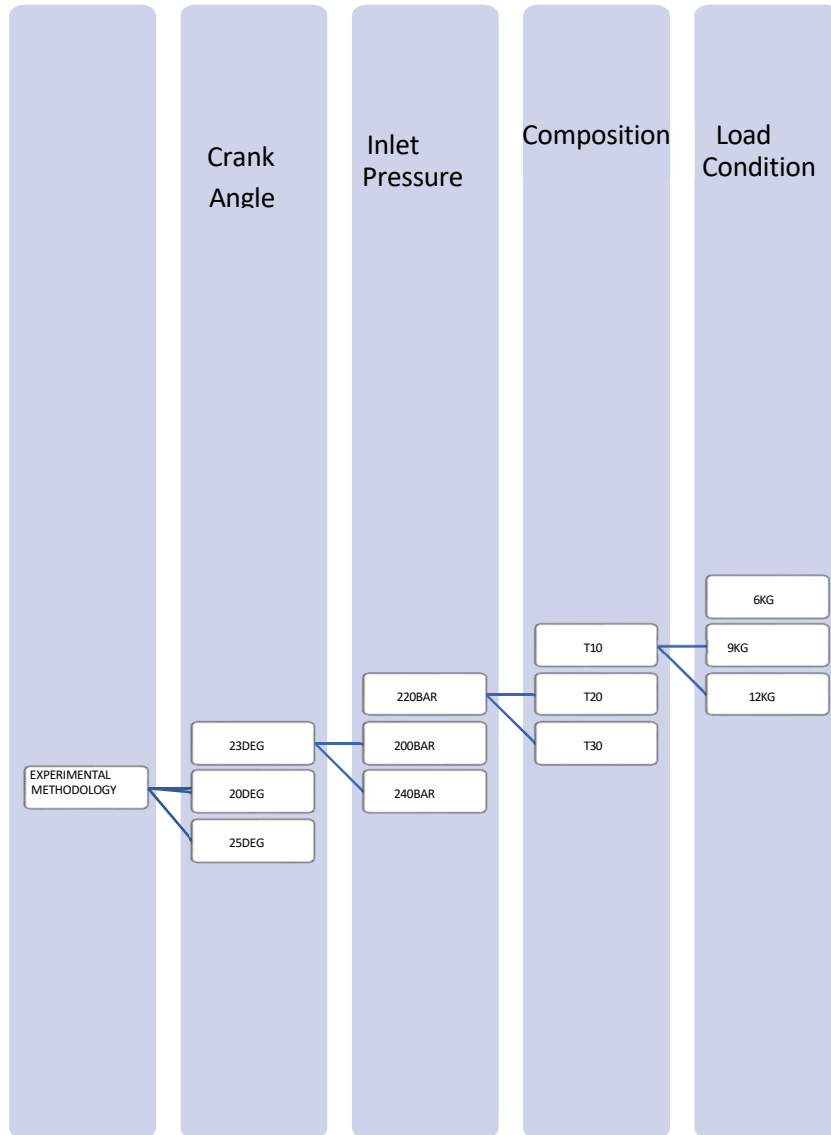 Crank
Angle
Inlet
Pressure
Composition
Load
Condition
EXPERIMENTAL
METHODOLOGY
23DEG
20DEG
25DEG
220BAR
200BAR
240BAR
T10
T20
T30
6KG
9KG
12KG